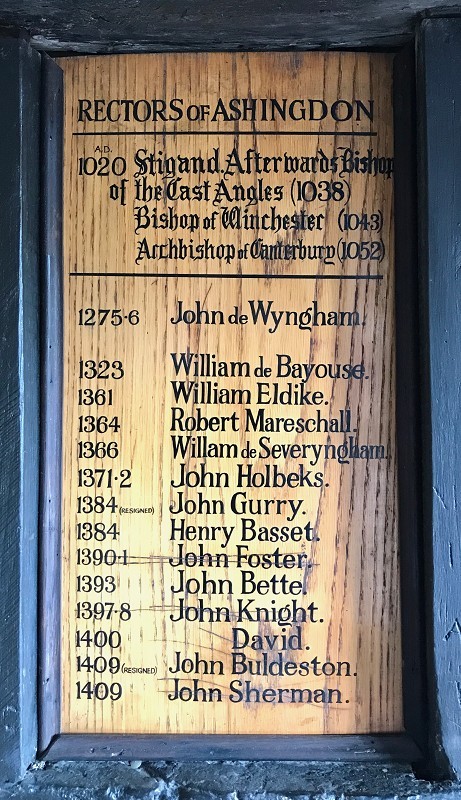 RECTORS OF ASHINGDON
A.D.
1020 Stigand. Afterwards Bishop
of the East Angles (1038)
Bishop of Winchester (1043)
Archbishop of Canterbury (1052)
1275·6 John de Wyngham.
1323 William de Bayouse.
1361 William Eldike.
1364 Robert Mareschall.
1366 Willam de Severyngham.
1371·2 John Holbeks.
1384 (RESIGNED) John Gurry.
1384 Henry Basset.
1390·1 John Foster.
1393 John Bette.
1397·8 John Knight.
1400 David.
1409 (RESIGNED) John Buldeston.
1409 John Sherman.